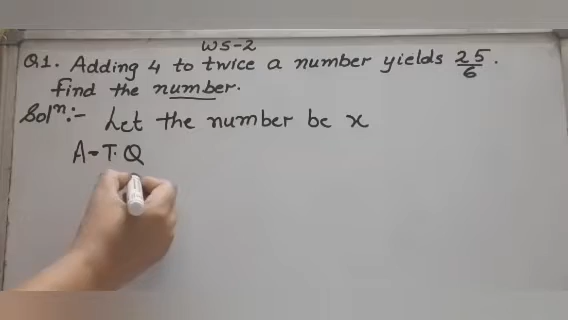 WS-2
Q1. Adding 4 to twice a number yields 25/6.
find the number.
Solⁿ:- Let the number be x
A-T.Q